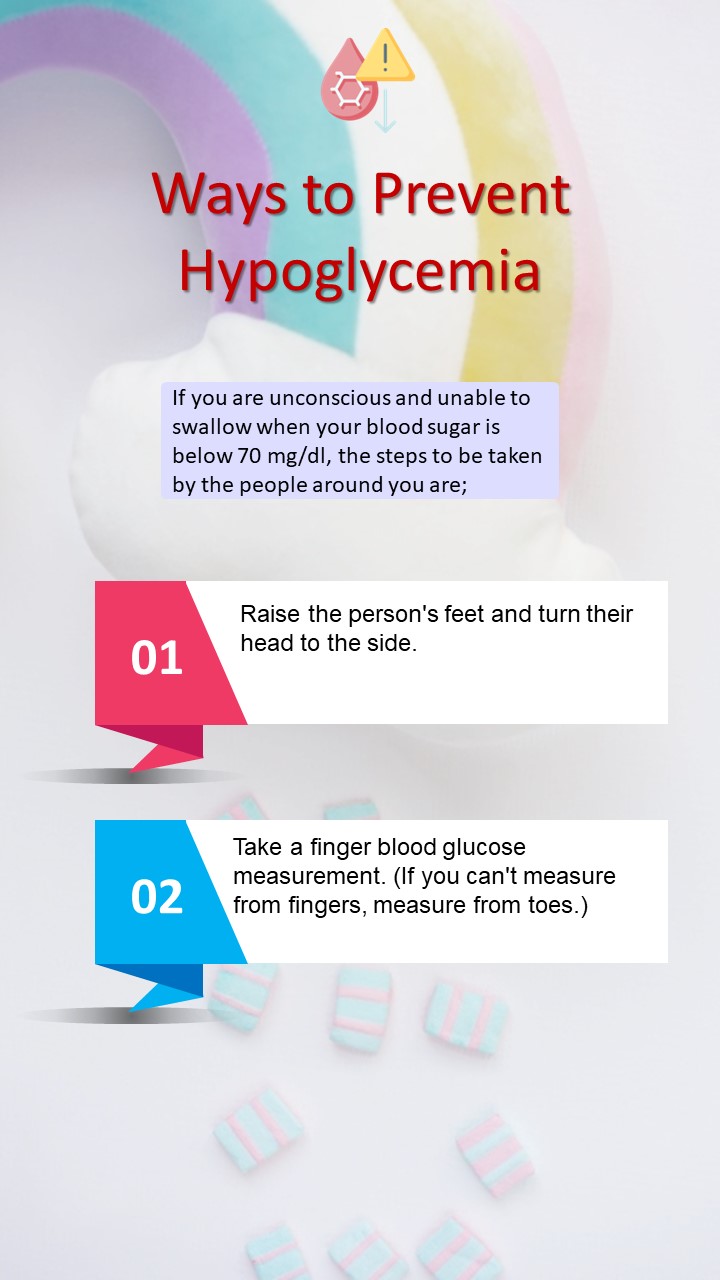 Ways to Prevent
Hypoglycemia
If you are unconscious and unable to
swallow when your blood sugar is
below 70 mg/dl, the steps to be taken
by the people around you are;
01
Raise the person's feet and turn their
head to the side.
02
Take a finger blood glucose
measurement. (If you can't measure
from fingers, measure from toes.)